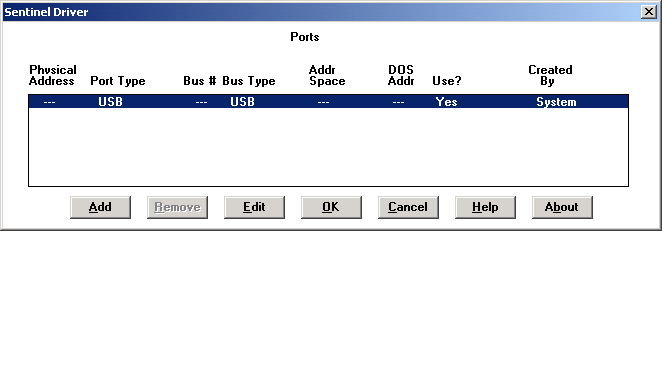 Sentinel Driver
Ports
Physical Address Port Type Bus # Bus Type Addr Space DOS Addr Use? Created By
--- USB --- USB --- --- Yes System
Add Remove Edit OK Cancel Help About